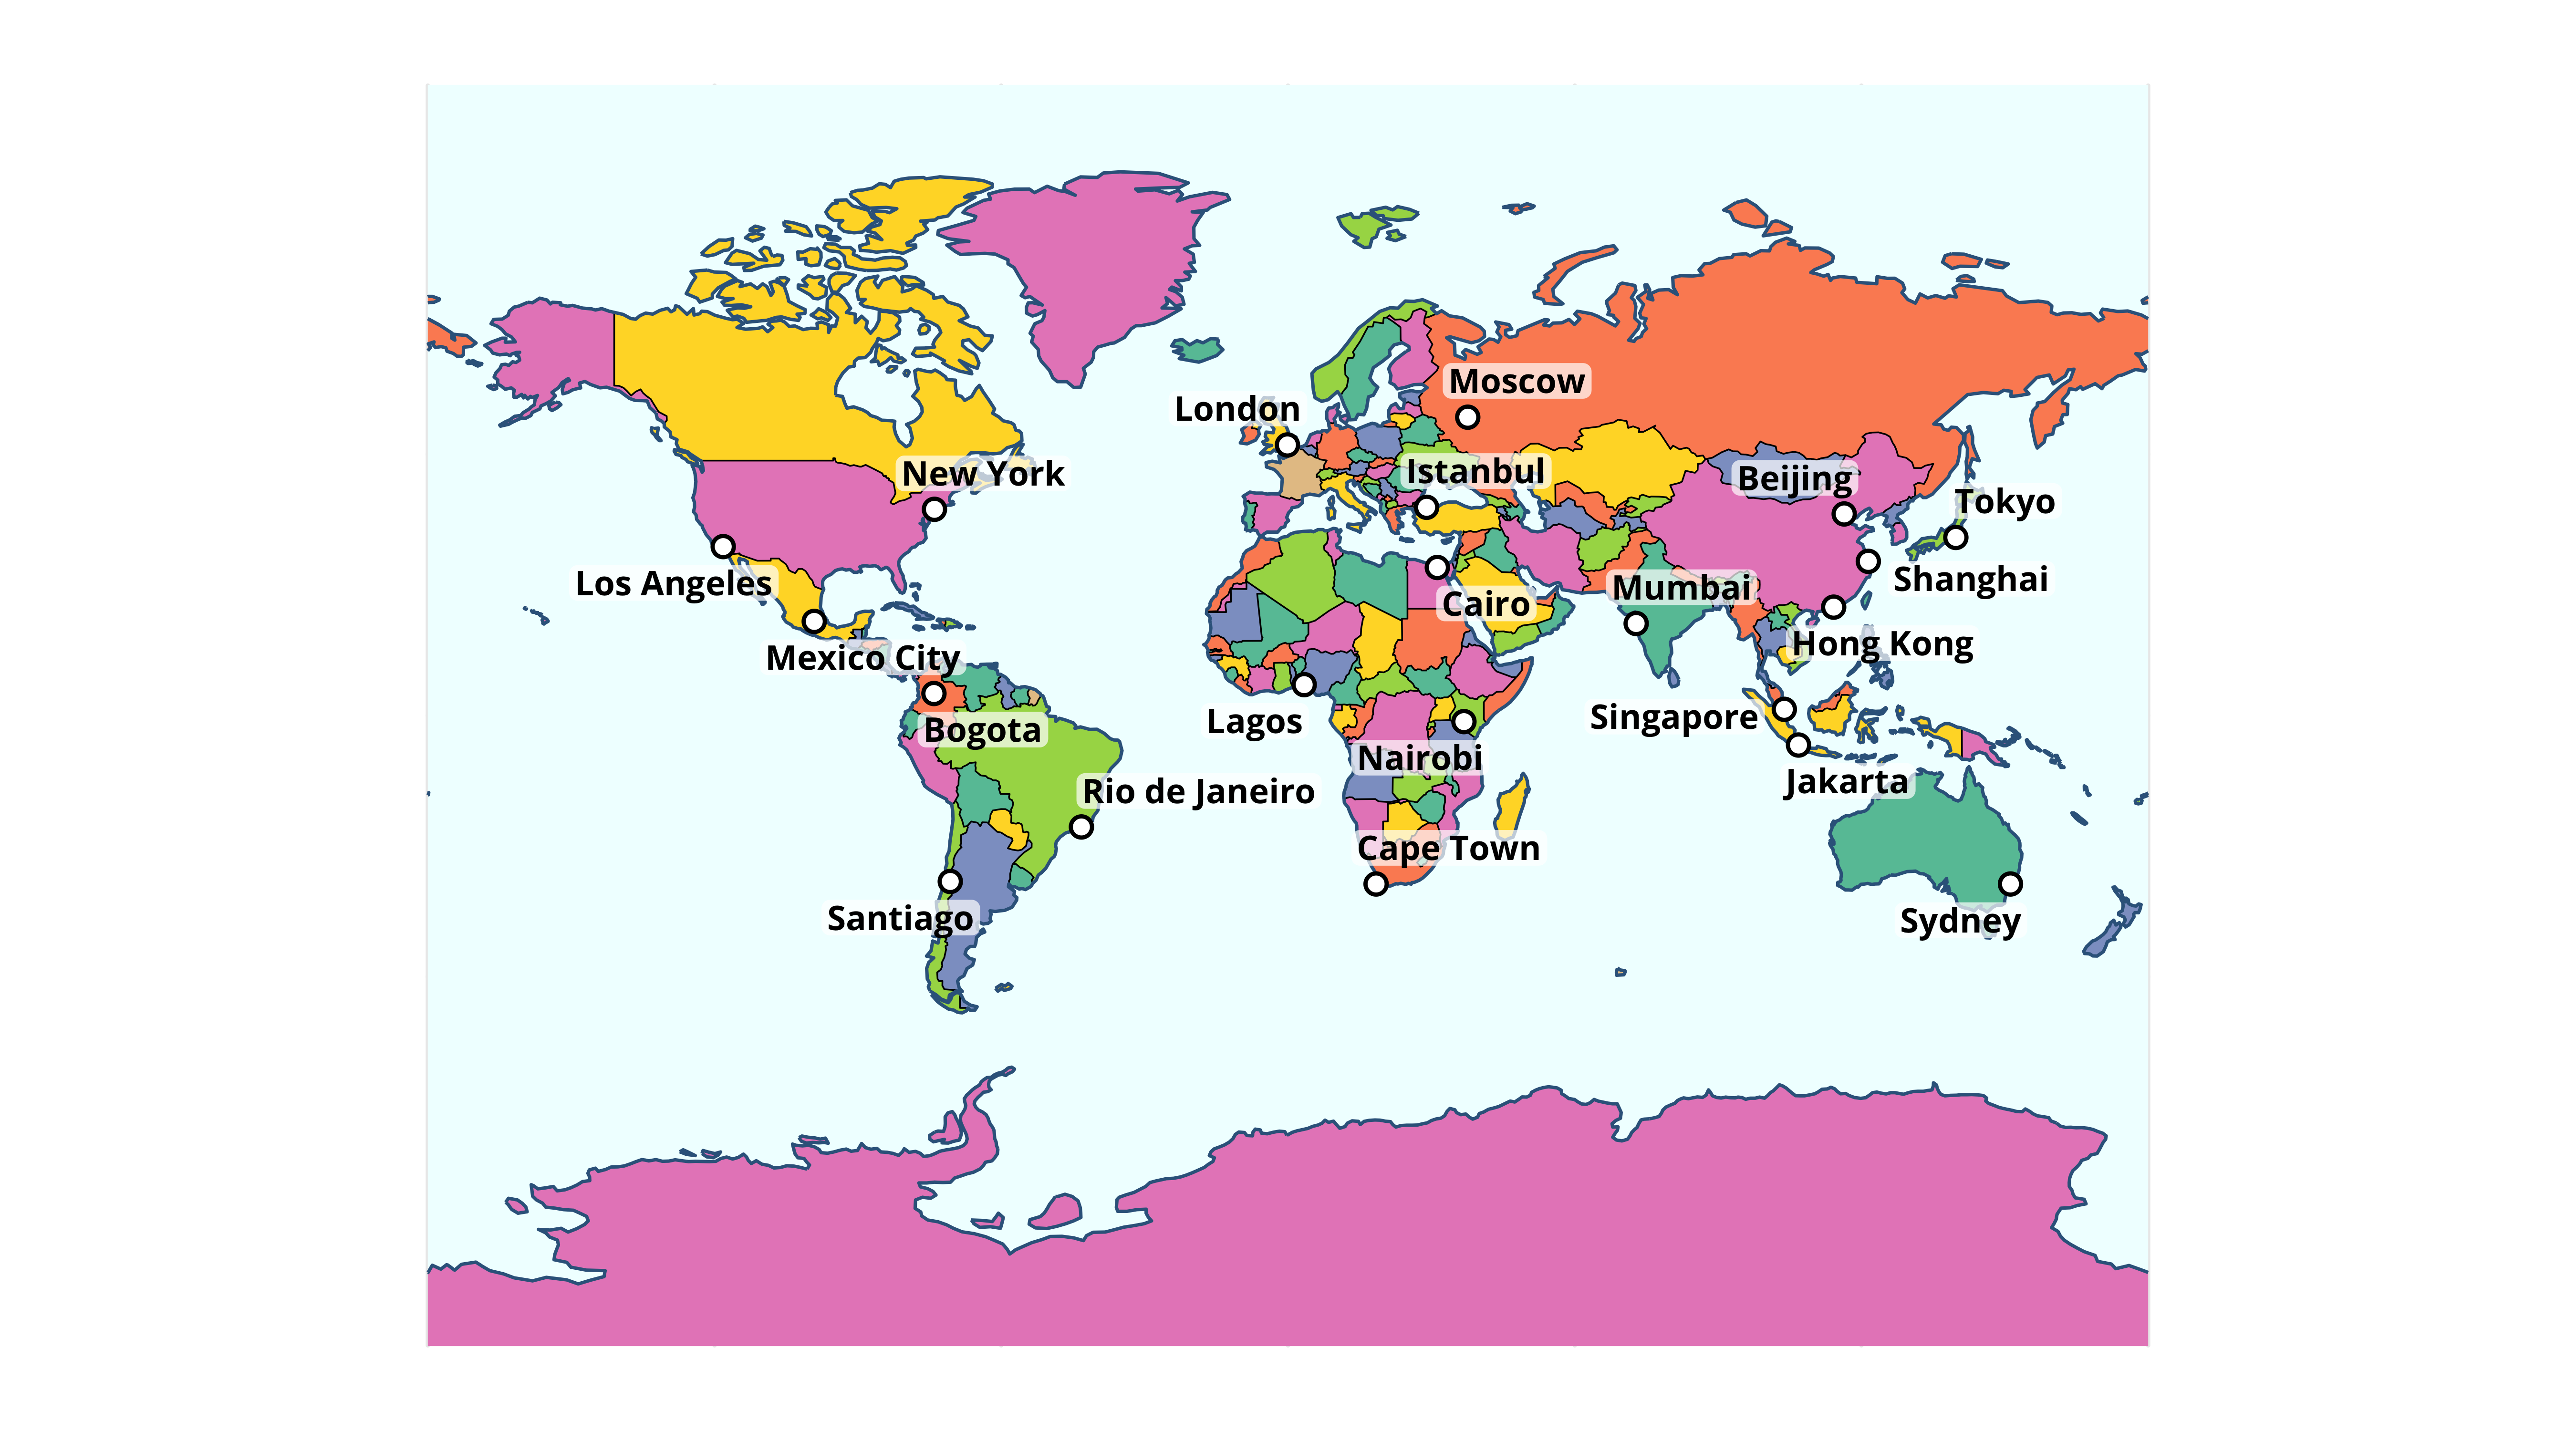 Moscow
London
Istanbul
New York
Beijing
Tokyo
Los Angeles
Cairo
Mumbai
Shanghai
Hong Kong
Mexico City
Bogota
Lagos
Singapore
Nairobi
Jakarta
Rio de Janeiro
Cape Town
Santiago
Sydney